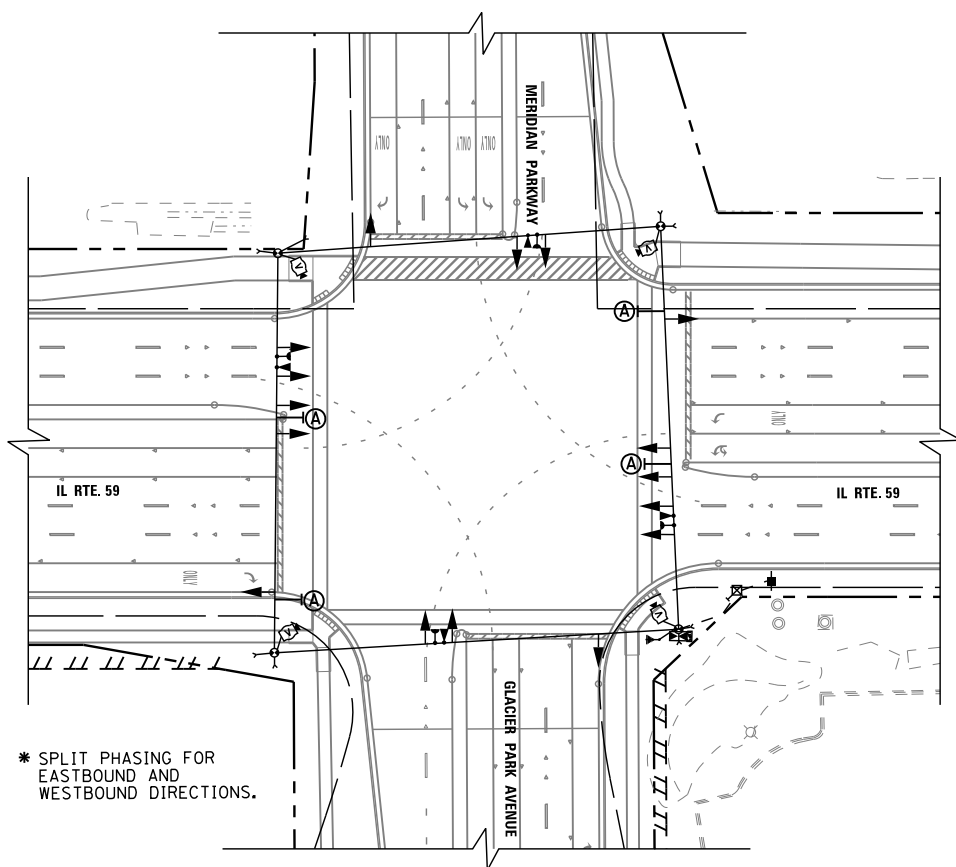 MERIDIAN PARKWAY
ONLY
ONLY
ONLY
V
V
A
A
ONLY
A
IL RTE. 59
IL RTE. 59
ONLY
A
V
V
GLACIER PARK AVENUE
* SPLIT PHASING FOR
EASTBOUND AND
WESTBOUND DIRECTIONS.